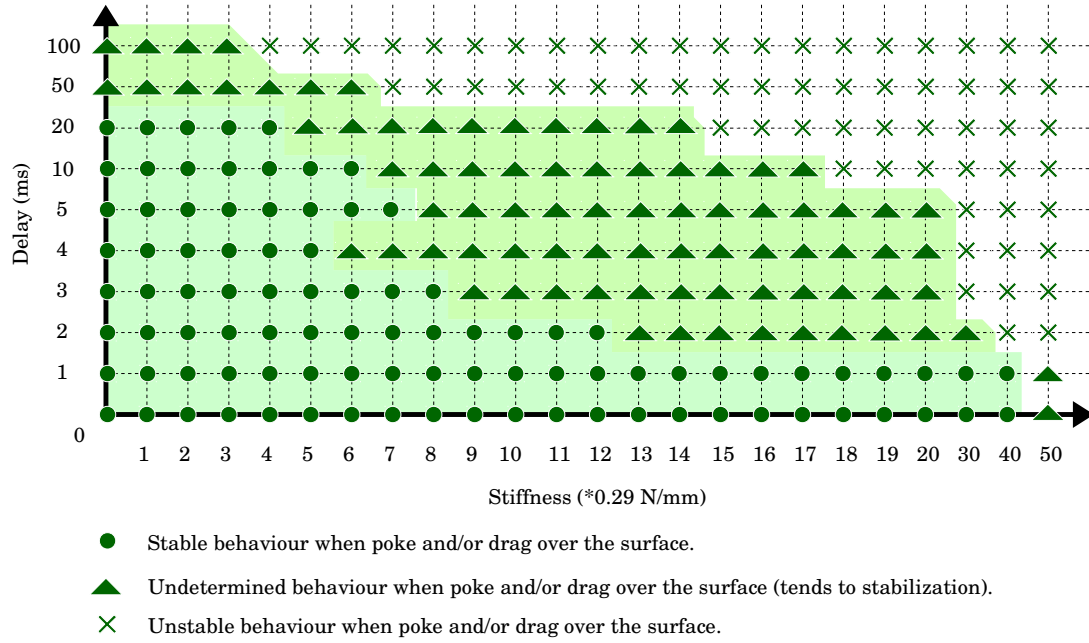 100
50
20
10
5
4
3
2
1
0
Delay (ms)
1 2 3 4 5 6 7 8 9 10 11 12 13 14 15 16 17 18 19 20 30 40 50
Stiffness (*0.29 N/mm)
Stable behaviour when poke and/or drag over the surface.
Undetermined behaviour when poke and/or drag over the surface (tends to stabilization).
Unstable behaviour when poke and/or drag over the surface.